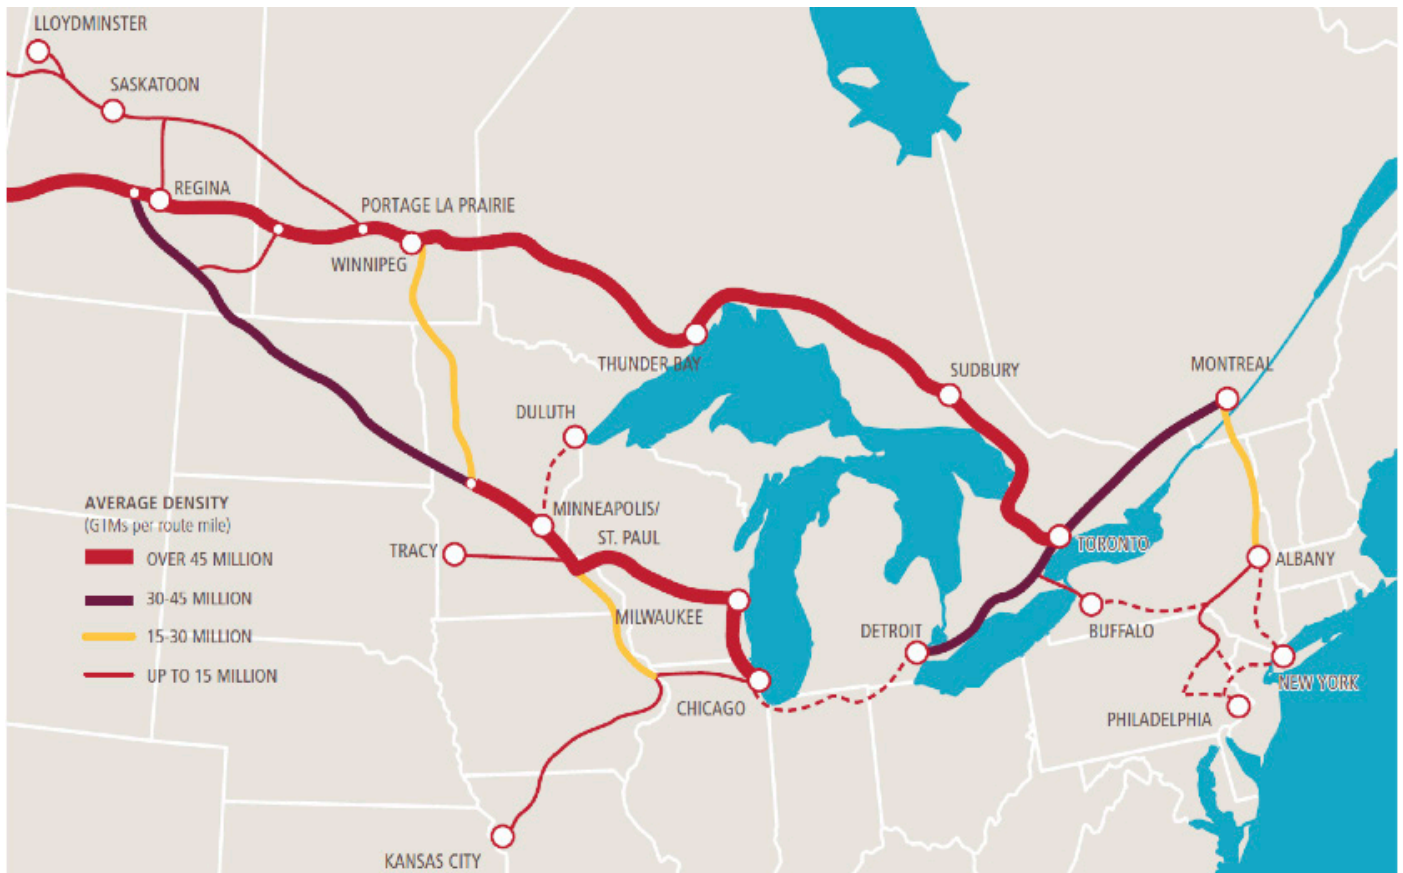 LLOYDMINSTER
SASKATOON
REGINA
PORTAGE LA PRAIRIE
WINNIPEG
THUNDER BAY
SUDBURY
MONTREAL
DULUTH
AVERAGE DENSITY
(GTMs per route mile)
OVER 45 MILLION
30-45 MILLION
15-30 MILLION
UP TO 15 MILLION
MINNEAPOLIS/
ST. PAUL
TRACY
TORONTO
ALBANY
MILWAUKEE
DETROIT
BUFFALO
NEW YORK
CHICAGO
PHILADELPHIA
KANSAS CITY